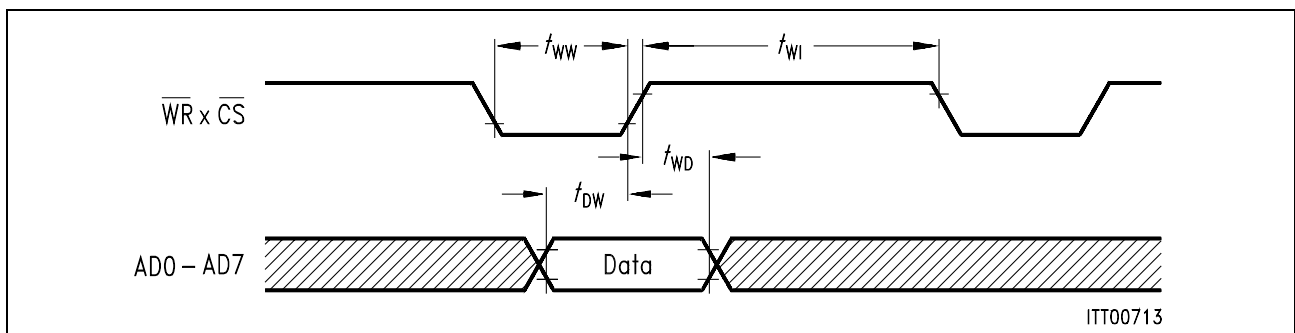 tWW tWI
WR x CS
tWD
tDW
AD0 – AD7 Data
ITT00713